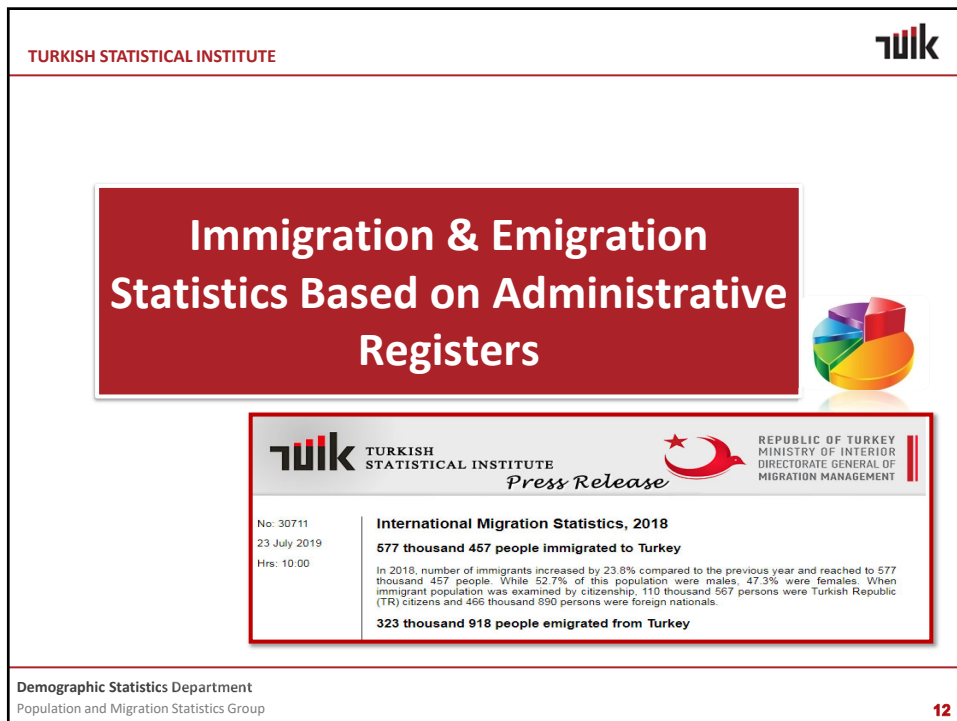 TURKISH STATISTICAL INSTITUTE
TUİK
Immigration & Emigration
Statistics Based on Administrative
Registers
TUİK
TURKISH
STATISTICAL INSTITUTE
Press Release
REPUBLIC OF TURKEY
MINISTRY OF INTERIOR
DIRECTORATE GENERAL OF
MIGRATION MANAGEMENT
No: 30711
23 July 2019
Hrs: 10:00
International Migration Statistics, 2018
577 thousand 457 people immigrated to Turkey
In 2018, number of immigrants increased by 23.8% compared to the previous year and reached to 577
thousand 457 people. While 52.7% of this population were males, 47.3% were females. When
immigrant population was examined by citizenship, 110 thousand 567 persons were Turkish Republic
(TR) citizens and 466 thousand 890 persons were foreign nationals.
323 thousand 918 people emigrated from Turkey
Demographic Statistics Department
Population and Migration Statistics Group
12